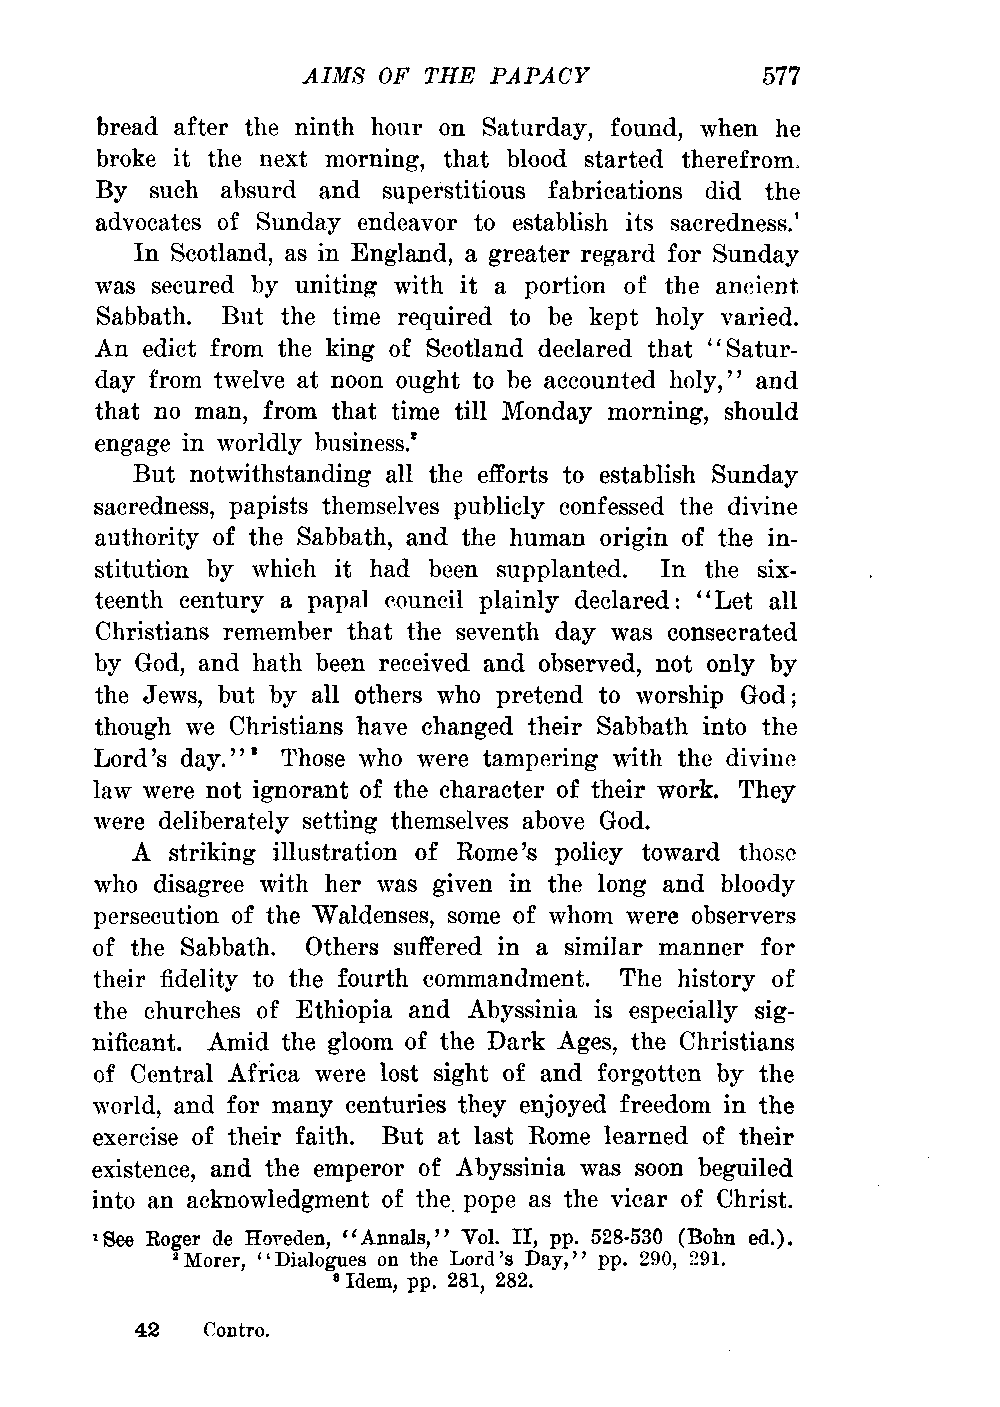 AIMS OF THE PAPACY 577
bread after the ninth hour on Saturday, found, when he
broke it the next morning, that blood started therefrom.
By such absurd and superstitious fabrications did the
advocates of Sunday endeavor to establish its sacredness.¹
In Scotland, as in England, a greater regard for Sunday
was secured by uniting with it a portion of the ancient
Sabbath. But the time required to be kept holy varied.
An edict from the king of Scotland declared that ‘‘Satur-
day from twelve at noon ought to be accounted holy,’’ and
that no man, from that time till Monday morning, should
engage in worldly business.²
But notwithstanding all the efforts to establish Sunday
sacredness, papists themselves publicly confessed the divine
authority of the Sabbath, and the human origin of the in-
stitution by which it had been supplanted. In the six-
teenth century a papal council plainly declared: ‘‘Let all
Christians remember that the seventh day was consecrated
by God, and hath been received and observed, not only by
the Jews, but by all others who pretend to worship God;
though we Christians have changed their Sabbath into the
Lord’s day.’’³ Those who were tampering with the divine
law were not ignorant of the character of their work. They
were deliberately setting themselves above God.
A striking illustration of Rome’s policy toward those
who disagree with her was given in the long and bloody
persecution of the Waldenses, some of whom were observers
of the Sabbath. Others suffered in a similar manner for
their fidelity to the fourth commandment. The history of
the churches of Ethiopia and Abyssinia is especially sig-
nificant. Amid the gloom of the Dark Ages, the Christians
of Central Africa were lost sight of and forgotten by the
world, and for many centuries they enjoyed freedom in the
exercise of their faith. But at last Rome learned of their
existence, and the emperor of Abyssinia was soon beguiled
into an acknowledgment of the pope as the vicar of Christ.
¹See Roger de Hoveden, ‘‘Annals,’’ Vol. II, pp. 528-530 (Bohn ed.).
²Morer, ‘‘Dialogues on the Lord’s Day,’’ pp. 290, 291.
³Idem, pp. 281, 282.
42 Contro.